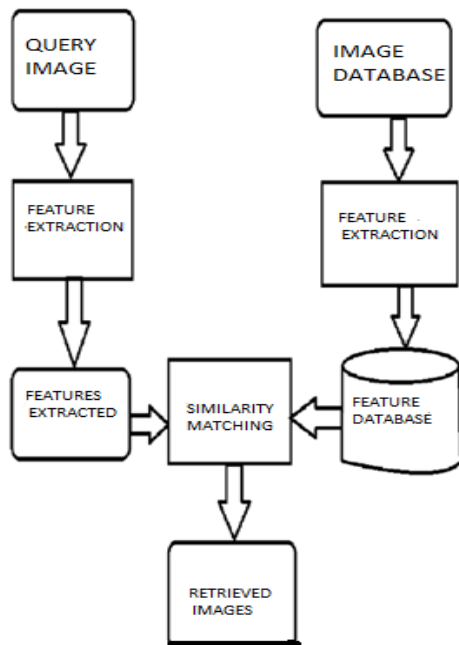 QUERY
IMAGE
IMAGE
DATABASE
FEATURE
EXTRACTION
FEATURE
EXTRACTION
FEATURES
EXTRACTED
SIMILARITY
MATCHING
FEATURE
DATABASE
RETRIEVED
IMAGES